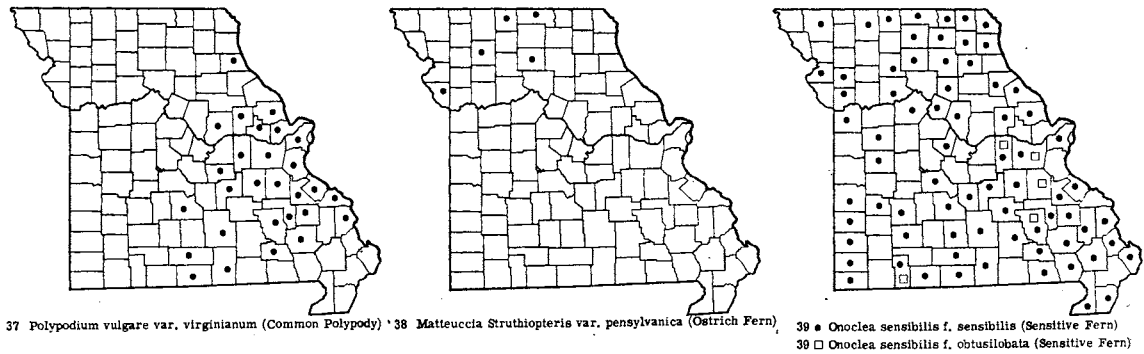 37 Polypodium vulgare var. virginianum (Common Polypody)
38 Matteuccia Struthiopteris var. pensylvanica (Ostrich Fern)
39 ● Onoclea sensibilis f. sensibilis (Sensitive Fern)
39 □ Onoclea sensibilis f. obtusilobata (Sensitive Fern)